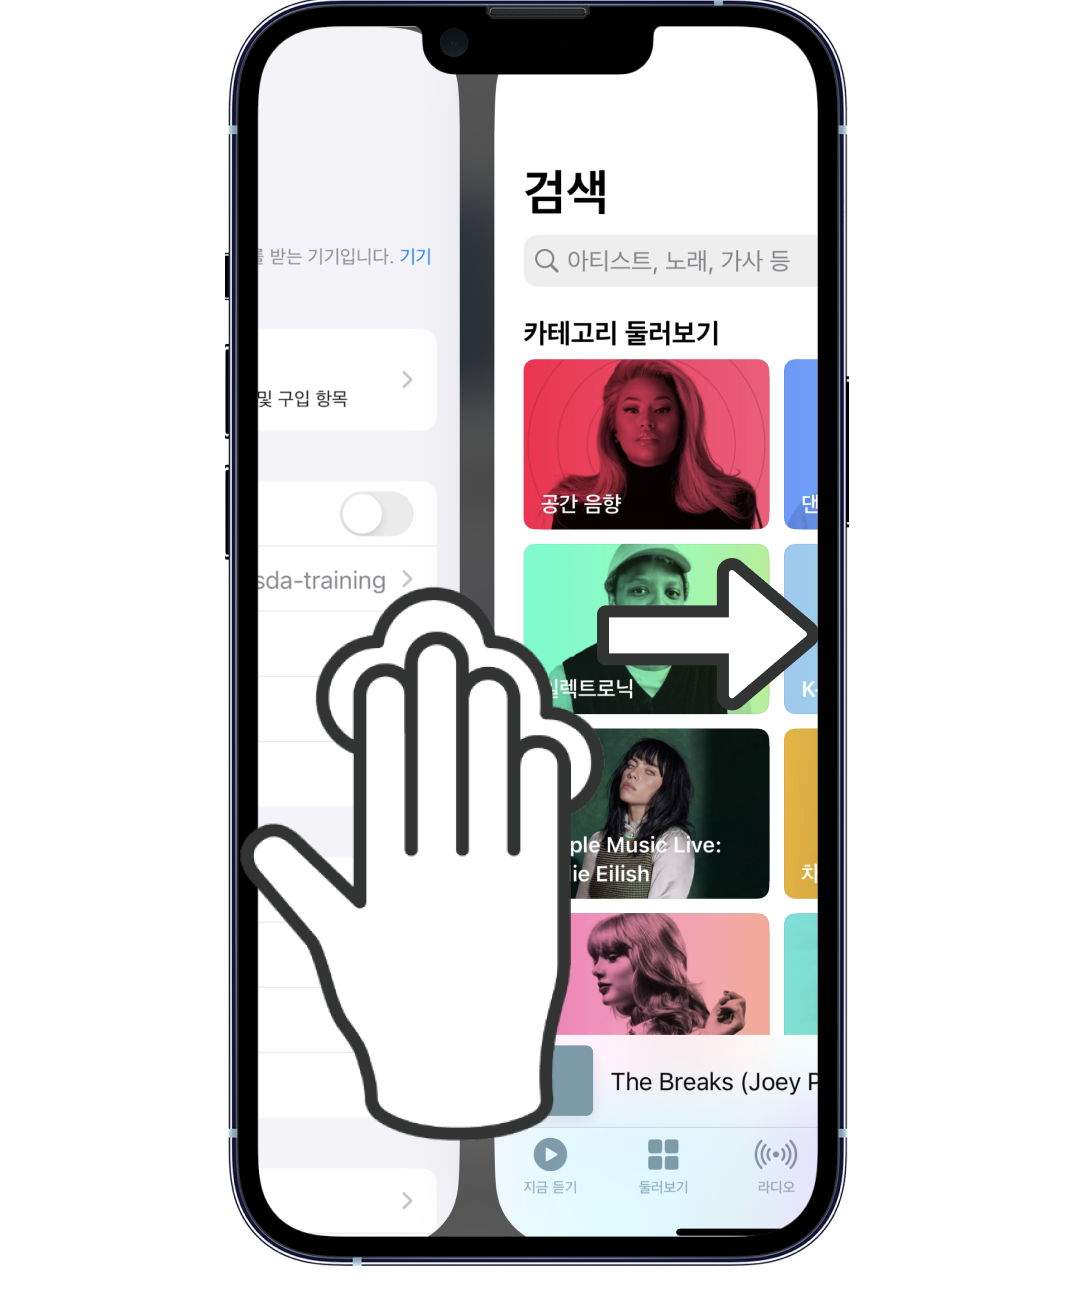 받는 기기입니다. 기기
및 구입 항목
sda-training
검색
아티스트, 노래, 가사 등
카테고리 둘러보기
공간 음향
댄
일렉트로닉
K-
ple Music Live:
ie Eilish
차
The Breaks (Joey P
지금 듣기
둘러보기
라디오